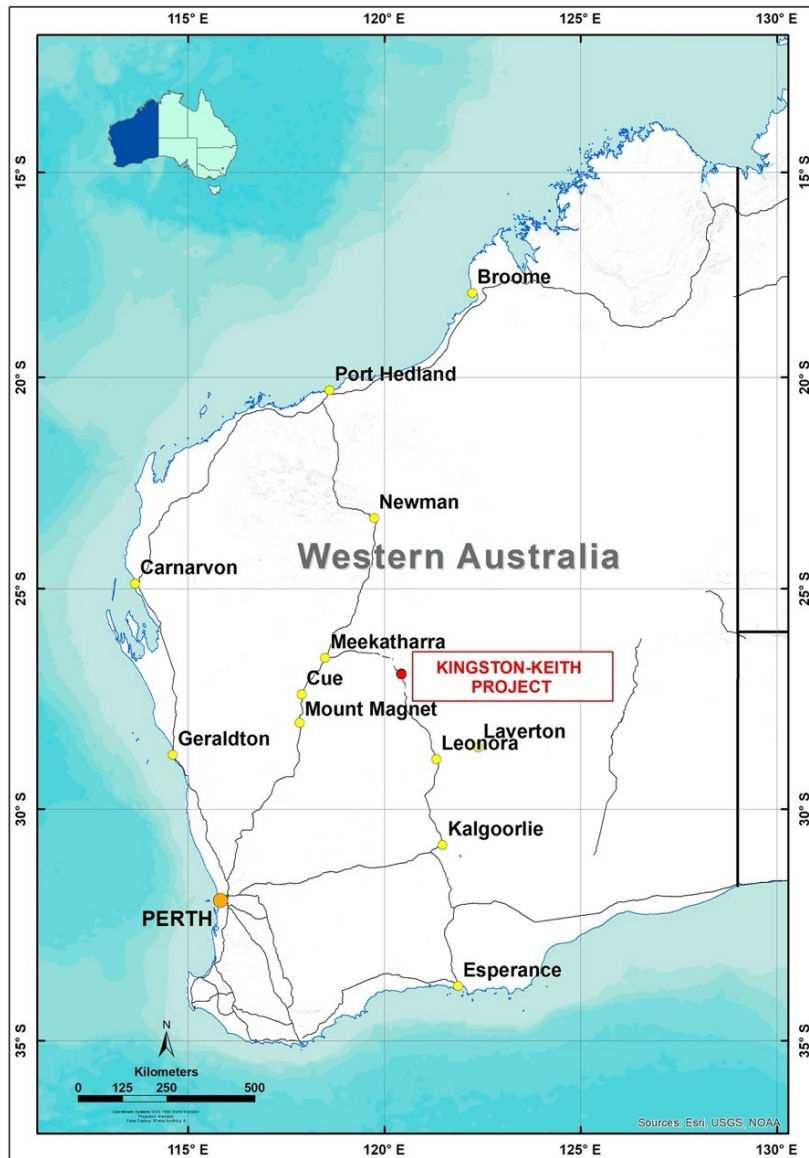 115° E
120° E
125° E
130° E
15° S
15° S
Broome
Port Hedland
20° S
20° S
Newman
Western Australia
Carnarvon
25° S
25° S
Meekatharra
KINGSTON-KEITH
PROJECT
Cue
Mount Magnet
Laverton
Geraldton
Leonora
30° S
30° S
Kalgoorlie
PERTH
Esperance
35° S
35° S
N
Kilometers
0 125 250 500
Sources: Esri, USGS, NOAA
115° E
120° E
125° E
130° E